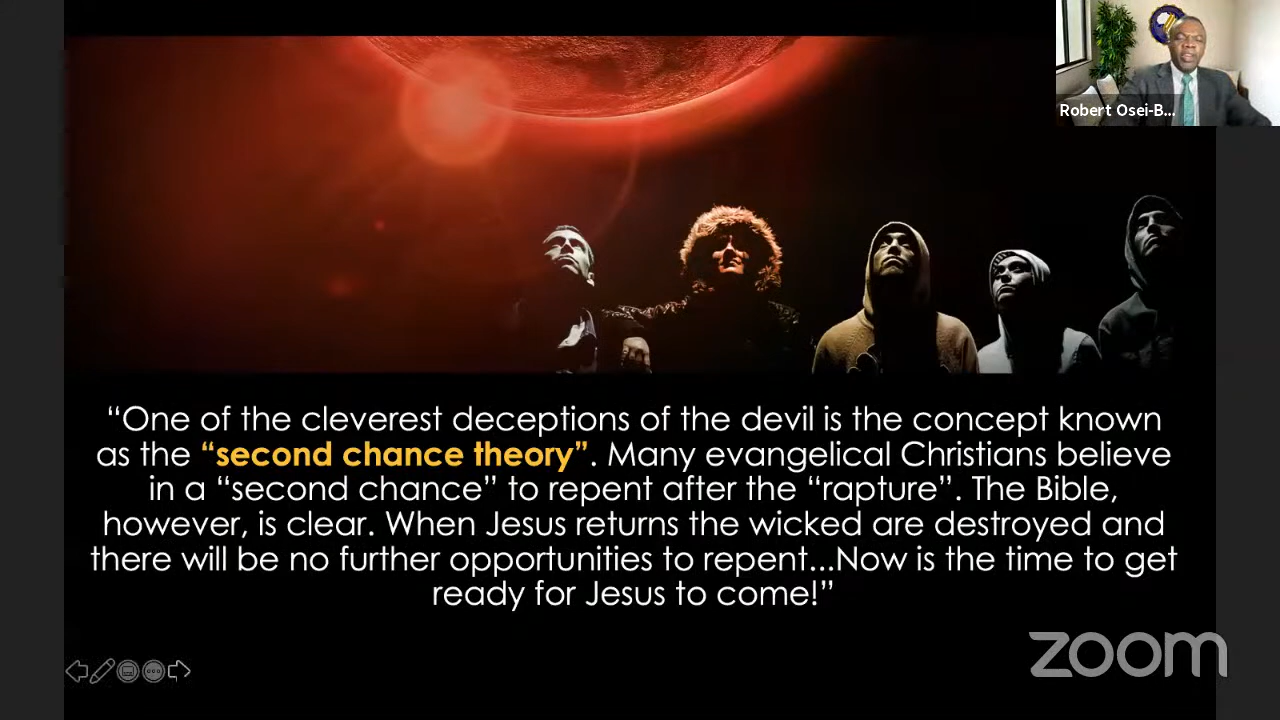 Robert Osei-B...
“One of the cleverest deceptions of the devil is the concept known
as the “second chance theory”. Many evangelical Christians believe
in a “second chance” to repent after the “rapture”. The Bible,
however, is clear. When Jesus returns the wicked are destroyed and
there will be no further opportunities to repent...Now is the time to get
ready for Jesus to come!”
zoom